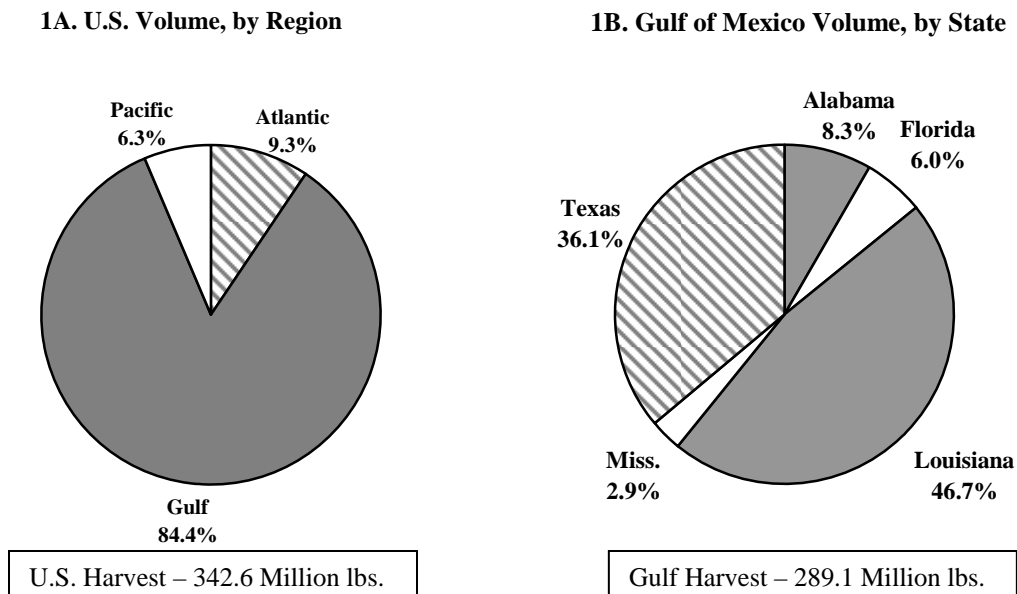 1A. U.S. Volume, by Region
Pacific
6.3%
Atlantic
9.3%
Gulf
84.4%
U.S. Harvest – 342.6 Million lbs.
1B. Gulf of Mexico Volume, by State
Alabama
8.3%
Florida
6.0%
Texas
36.1%
Miss.
2.9%
Louisiana
46.7%
Gulf Harvest – 289.1 Million lbs.